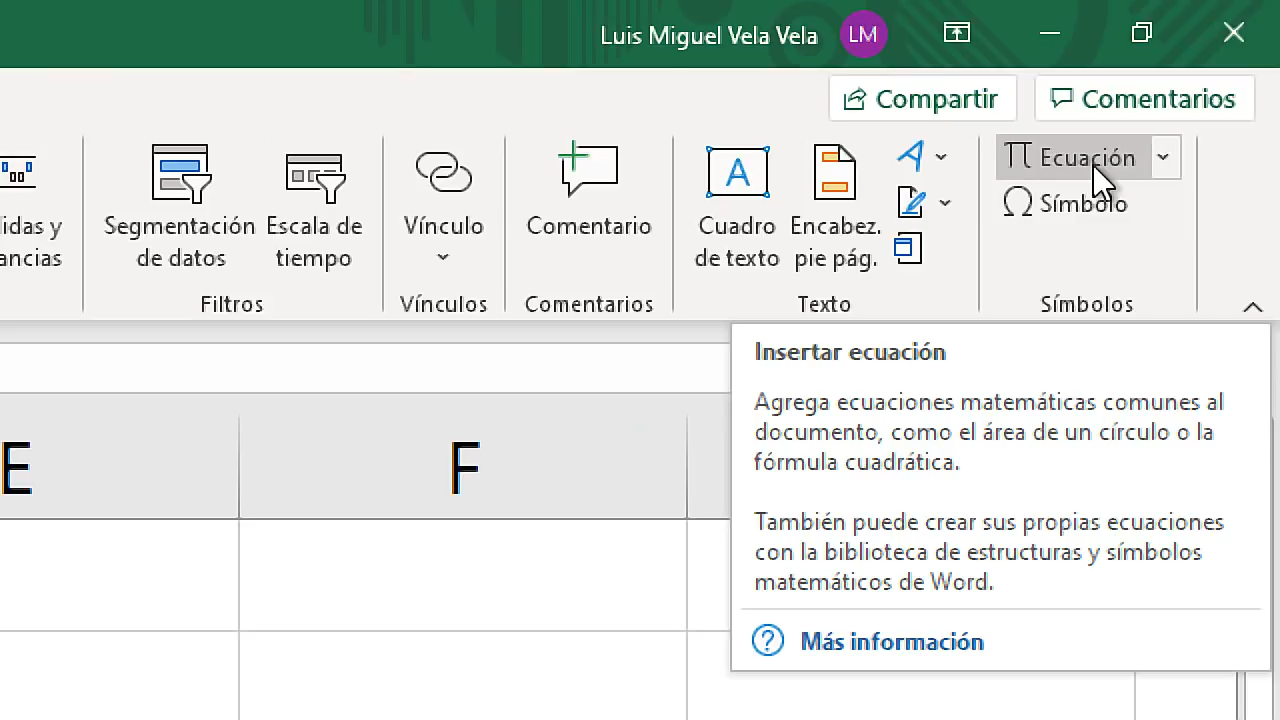 Luis Miguel Vela Vela LM
Compartir
Comentarios
Segmentación
de datos
Escala de
tiempo
Filtros
Vínculo
Vínculos
Comentario
Comentarios
A
Cuadro
de texto
Encabez.
pie pág.
Texto
Ecuación
Símbolo
Símbolos
Insertar ecuación
Agrega ecuaciones matemáticas comunes al
documento, como el área de un círculo o la
fórmula cuadrática.
También puede crear sus propias ecuaciones
con la biblioteca de estructuras y símbolos
matemáticos de Word.
Más información
E
F